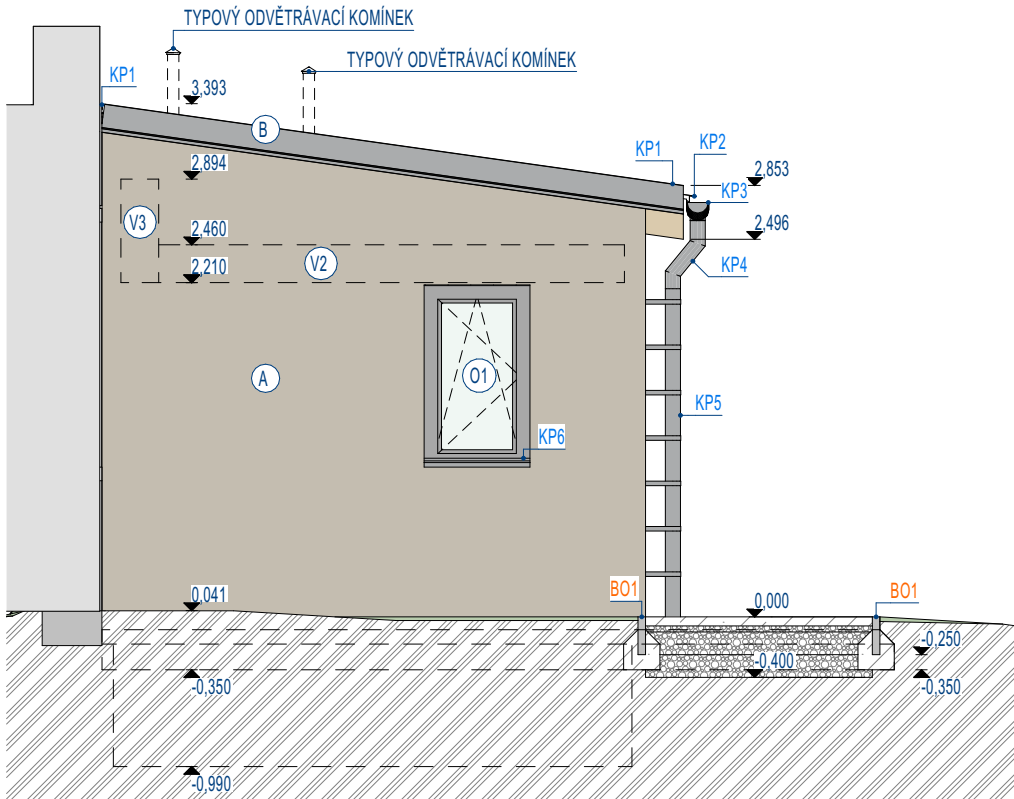 TYPOVÝ ODVĚTRÁVACÍ KOMÍNEK
TYPOVÝ ODVĚTRÁVACÍ KOMÍNEK
KP1
3,393
B
KP1
KP2
2,894
2,853
KP3
V3
2,460
2,496
V2
KP4
2,210
A
O1
KP5
KP6
BO1
BO1
0,041
0,000
-0,250
-0,400
-0,350
-0,350
-0,990